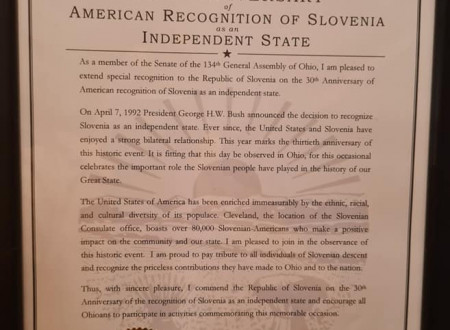 of
AMERICAN RECOGNITION OF SLOVENIA
as an
INDEPENDENT STATE
As a member of the Senate of the 134th General Assembly of Ohio, I am pleased to
extend special recognition to the Republic of Slovenia on the 30th Anniversary of
American recognition of Slovenia as an independent state.
On April 7, 1992 President George H.W. Bush announced the decision to recognize
Slovenia as an independent state. Ever since, the United States and Slovenia have
enjoyed a strong bilateral relationship. This year marks the thirtieth anniversary of
this historic event. It is fitting that this day be observed in Ohio, for this occasional
celebrates the important role the Slovenian people have played in the history of our
Great State.
The United States of America has been enriched immeasurably by the ethnic, racial,
and cultural diversity of its populace. Cleveland, the location of the Slovenian
Consulate office, boasts over 80,000 Slovenian-Americans who make a positive
impact on the community and our state. I am pleased to join in the observance of
this historic event. I am proud to pay tribute to all individuals of Slovenian descent
and recognize the priceless contributions they have made to Ohio and to the nation.
Thus, with sincere pleasure, I commend the Republic of Slovenia on the 30th
Anniversary of the recognition of Slovenia as an independent state and encourage all
Ohioans to participate in activities commemorating this memorable occasion.